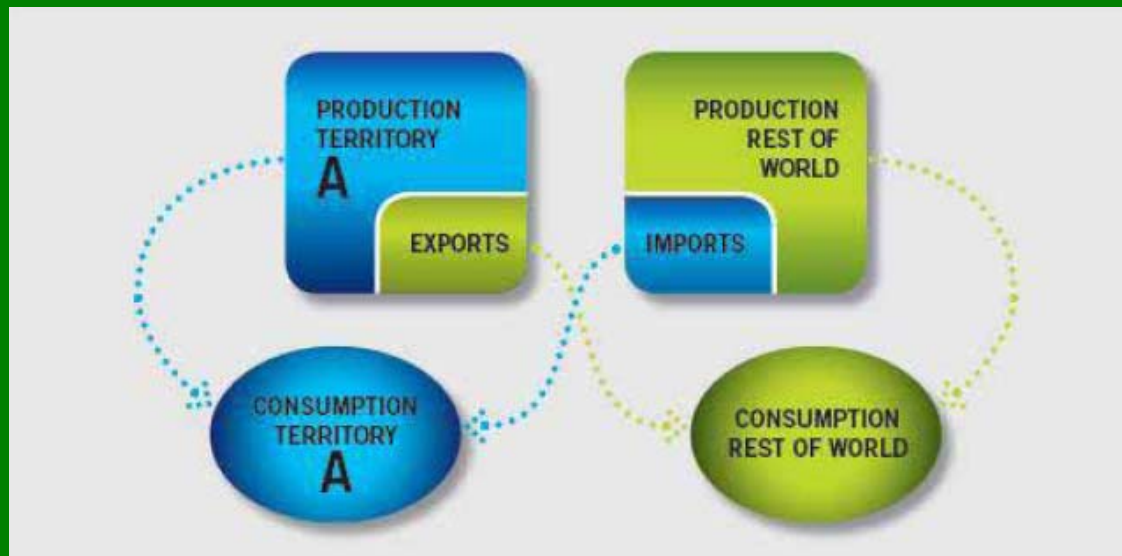 PRODUCTION
TERRITORY
A
EXPORTS
PRODUCTION
REST OF
WORLD
IMPORTS
CONSUMPTION
TERRITORY
A
CONSUMPTION
REST OF WORLD